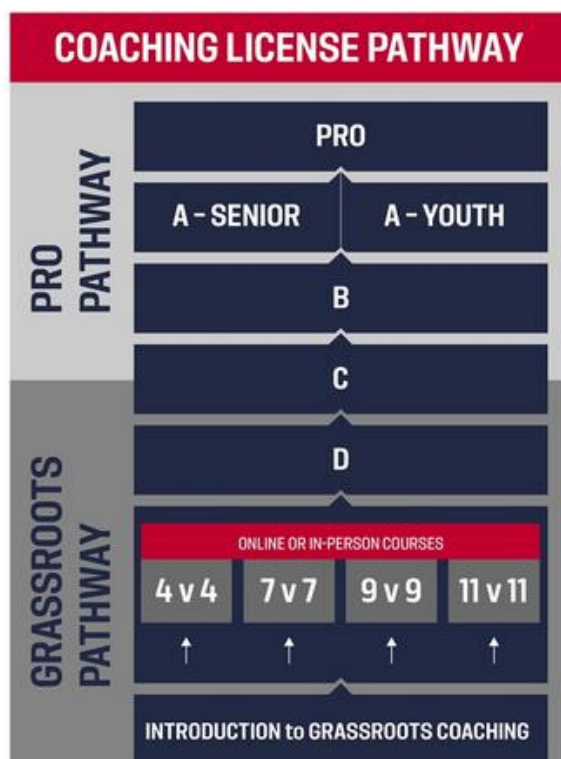 COACHING LICENSE PATHWAY
PRO
PATHWAY
PRO
A – SENIOR
A – YOUTH
B
C
D
GRASSROOTS
PATHWAY
ONLINE OR IN-PERSON COURSES
4 v 4
7 v 7
9 v 9
11 v 11
INTRODUCTION to GRASSROOTS COACHING